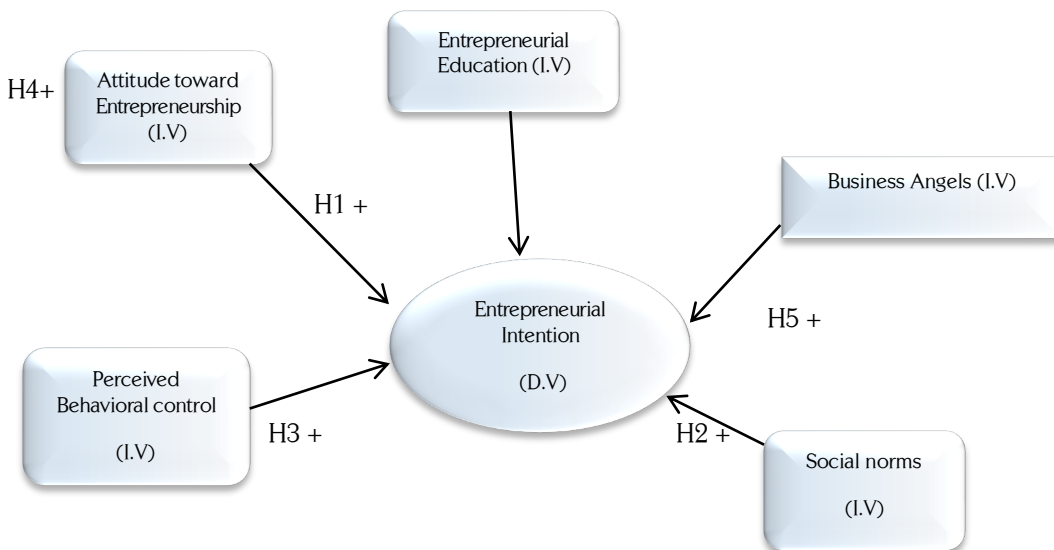 Entrepreneurial
Education (I.V)
H4+
Attitude toward
Entrepreneurship
(I.V)
H1 +
Business Angels (I.V)
Entrepreneurial
Intention
(D.V)
H5 +
Perceived
Behavioral control
(I.V)
H3 +
H2 +
Social norms
(I.V)